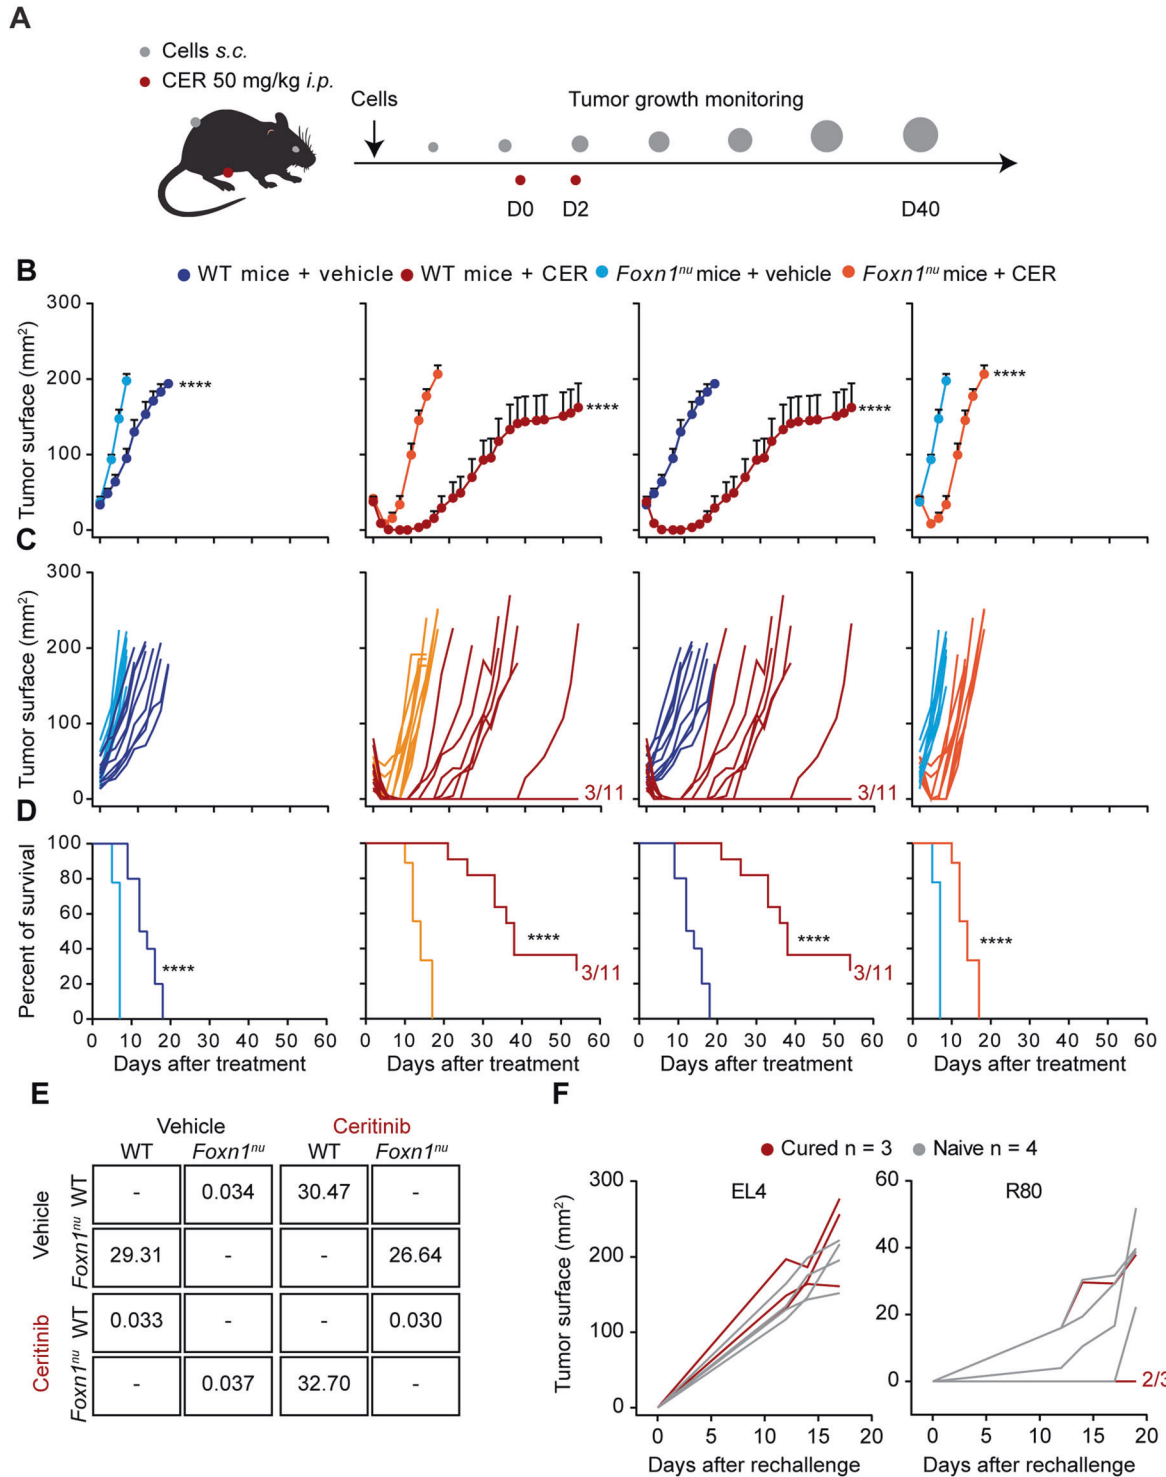 A
Cells s.c.
CER 50 mg/kg i.p.
Cells
Tumor growth monitoring
D0 D2 D40
B
WT mice + vehicle WT mice + CER Foxn1nu mice + vehicle Foxn1nu mice + CER
Tumor surface (mm2)
300
200
100
0
****
****
****
****
C
Tumor surface (mm2)
300
200
100
0
3/11
3/11
D
Percent of survival
100
80
60
40
20
0
****
****
3/11
****
3/11
****
0 10 20 30 40 50 60
0 10 20 30 40 50 60
0 10 20 30 40 50 60
0 10 20 30 40 50 60
Days after treatment
Days after treatment
Days after treatment
Days after treatment
E
Vehicle Ceritinib
WT Foxn1nu WT Foxn1nu
Vehicle
WT
- 0.034 30.47 -
Foxn1nu
29.31 - - 26.64
Ceritinib
WT
0.033 - - 0.030
Foxn1nu
- 0.037 32.70 -
F
Cured n = 3 Naive n = 4
EL4
Tumor surface (mm2)
300
200
100
0
0 5 10 15 20
Days after rechallenge
R80
60
40
20
0
2/3
0 5 10 15 20
Days after rechallenge